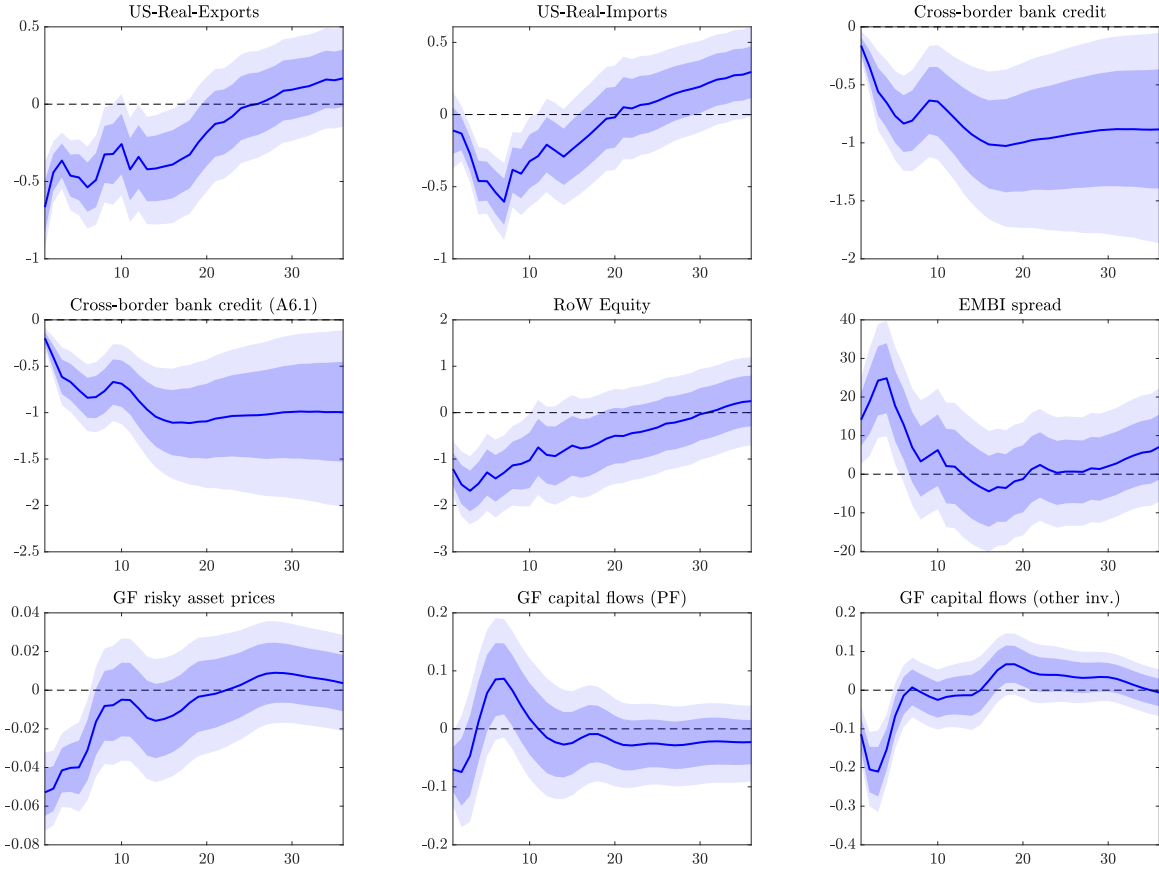 US-Real-Exports
0.5
0
-0.5
-1
10 20 30
US-Real-Imports
0.5
0
-0.5
-1
10 20 30
Cross-border bank credit
0
-0.5
-1
-1.5
-2
10 20 30
Cross-border bank credit (A6.1)
0
-0.5
-1
-1.5
-2
-2.5
10 20 30
RoW Equity
2
1
0
-1
-2
-3
10 20 30
EMBI spread
40
30
20
10
0
-10
-20
10 20 30
GF risky asset prices
0.04
0.02
0
-0.02
-0.04
-0.06
-0.08
10 20 30
GF capital flows (PF)
0.2
0.1
0
-0.1
-0.2
10 20 30
GF capital flows (other inv.)
0.2
0.1
0
-0.1
-0.2
-0.3
-0.4
10 20 30